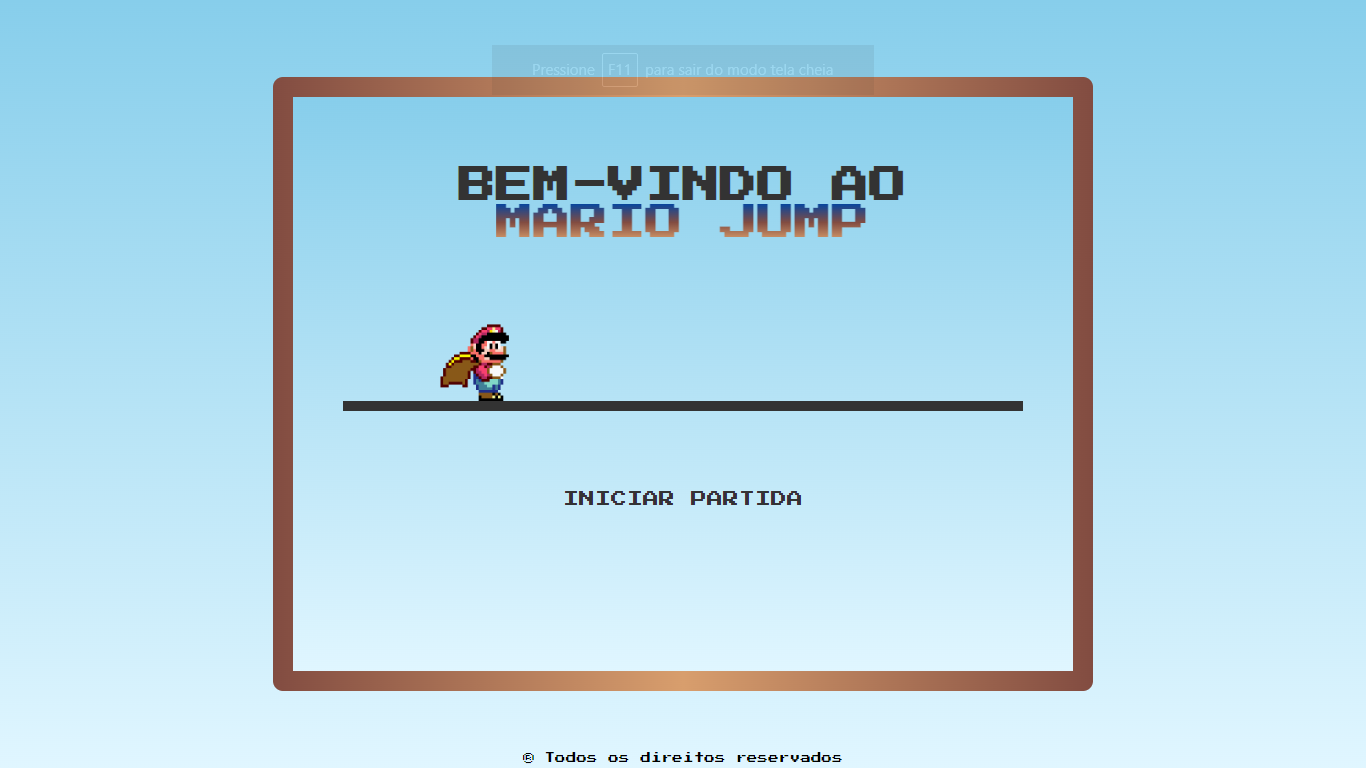 Pressione F11 para sair do modo tela cheia
BEM-VINDO AO
MARIO JUMP
INICIAR PARTIDA
® Todos os direitos reservados